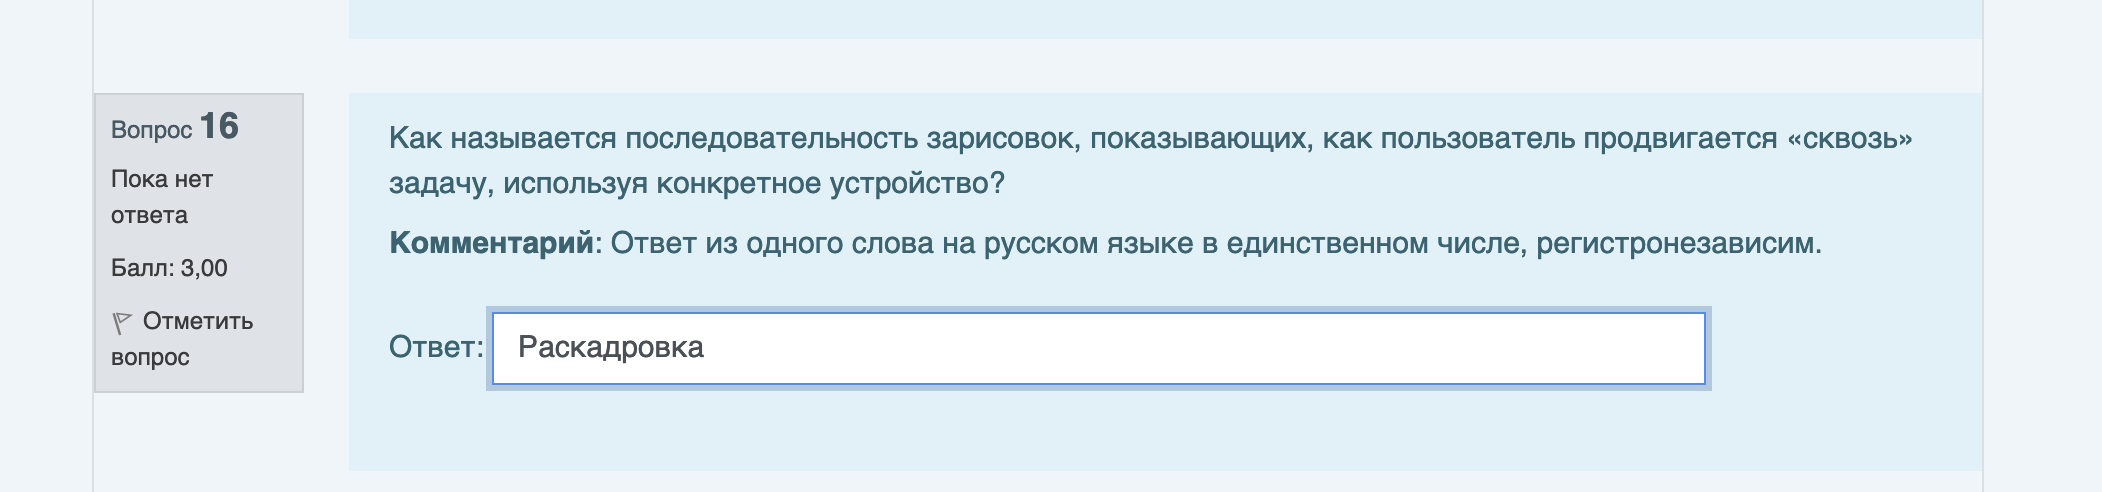 Вопрос 16
Пока нет
ответа
Балл: 3,00
Отметить
вопрос
Как называется последовательность зарисовок, показывающих, как пользователь продвигается «сквозь»
задачу, используя конкретное устройство?
Комментарий: Ответ из одного слова на русском языке в единственном числе, регистронезависим.
Ответ: Раскадровка